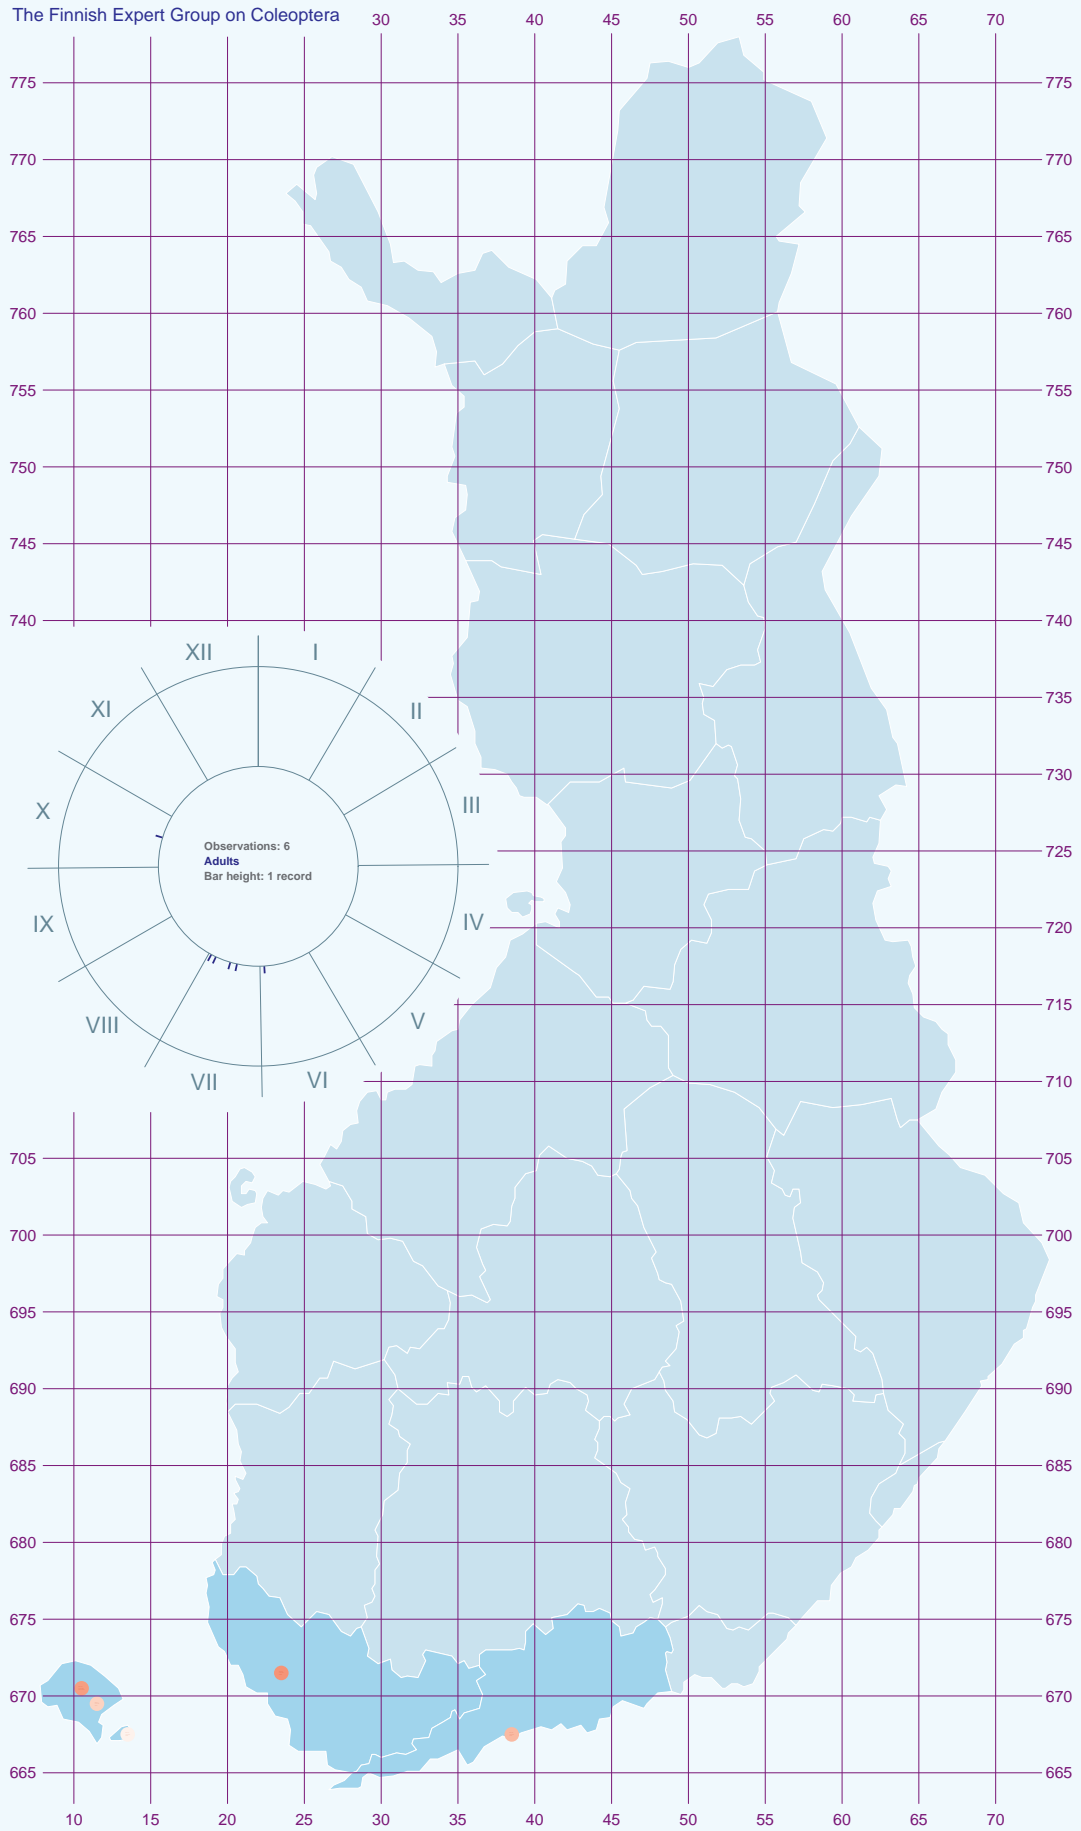 The Finnish Expert Group on Coleoptera
30 40 45 50 55 60 65 70
775 775
770 770
765 765
760 760
755 755
750 750
745 745
740 740
XII I
XI II
735
730
X III
725
Observations: 6
Adults
Bar height: 1 record
IX IV
720
VIII V
715
VII VI
710
705 705
700 700
695 695
690 690
685 685
680 680
675 675
670 670
665 665
10 15 20 25 30 35 40 45 50 55 60 65 70